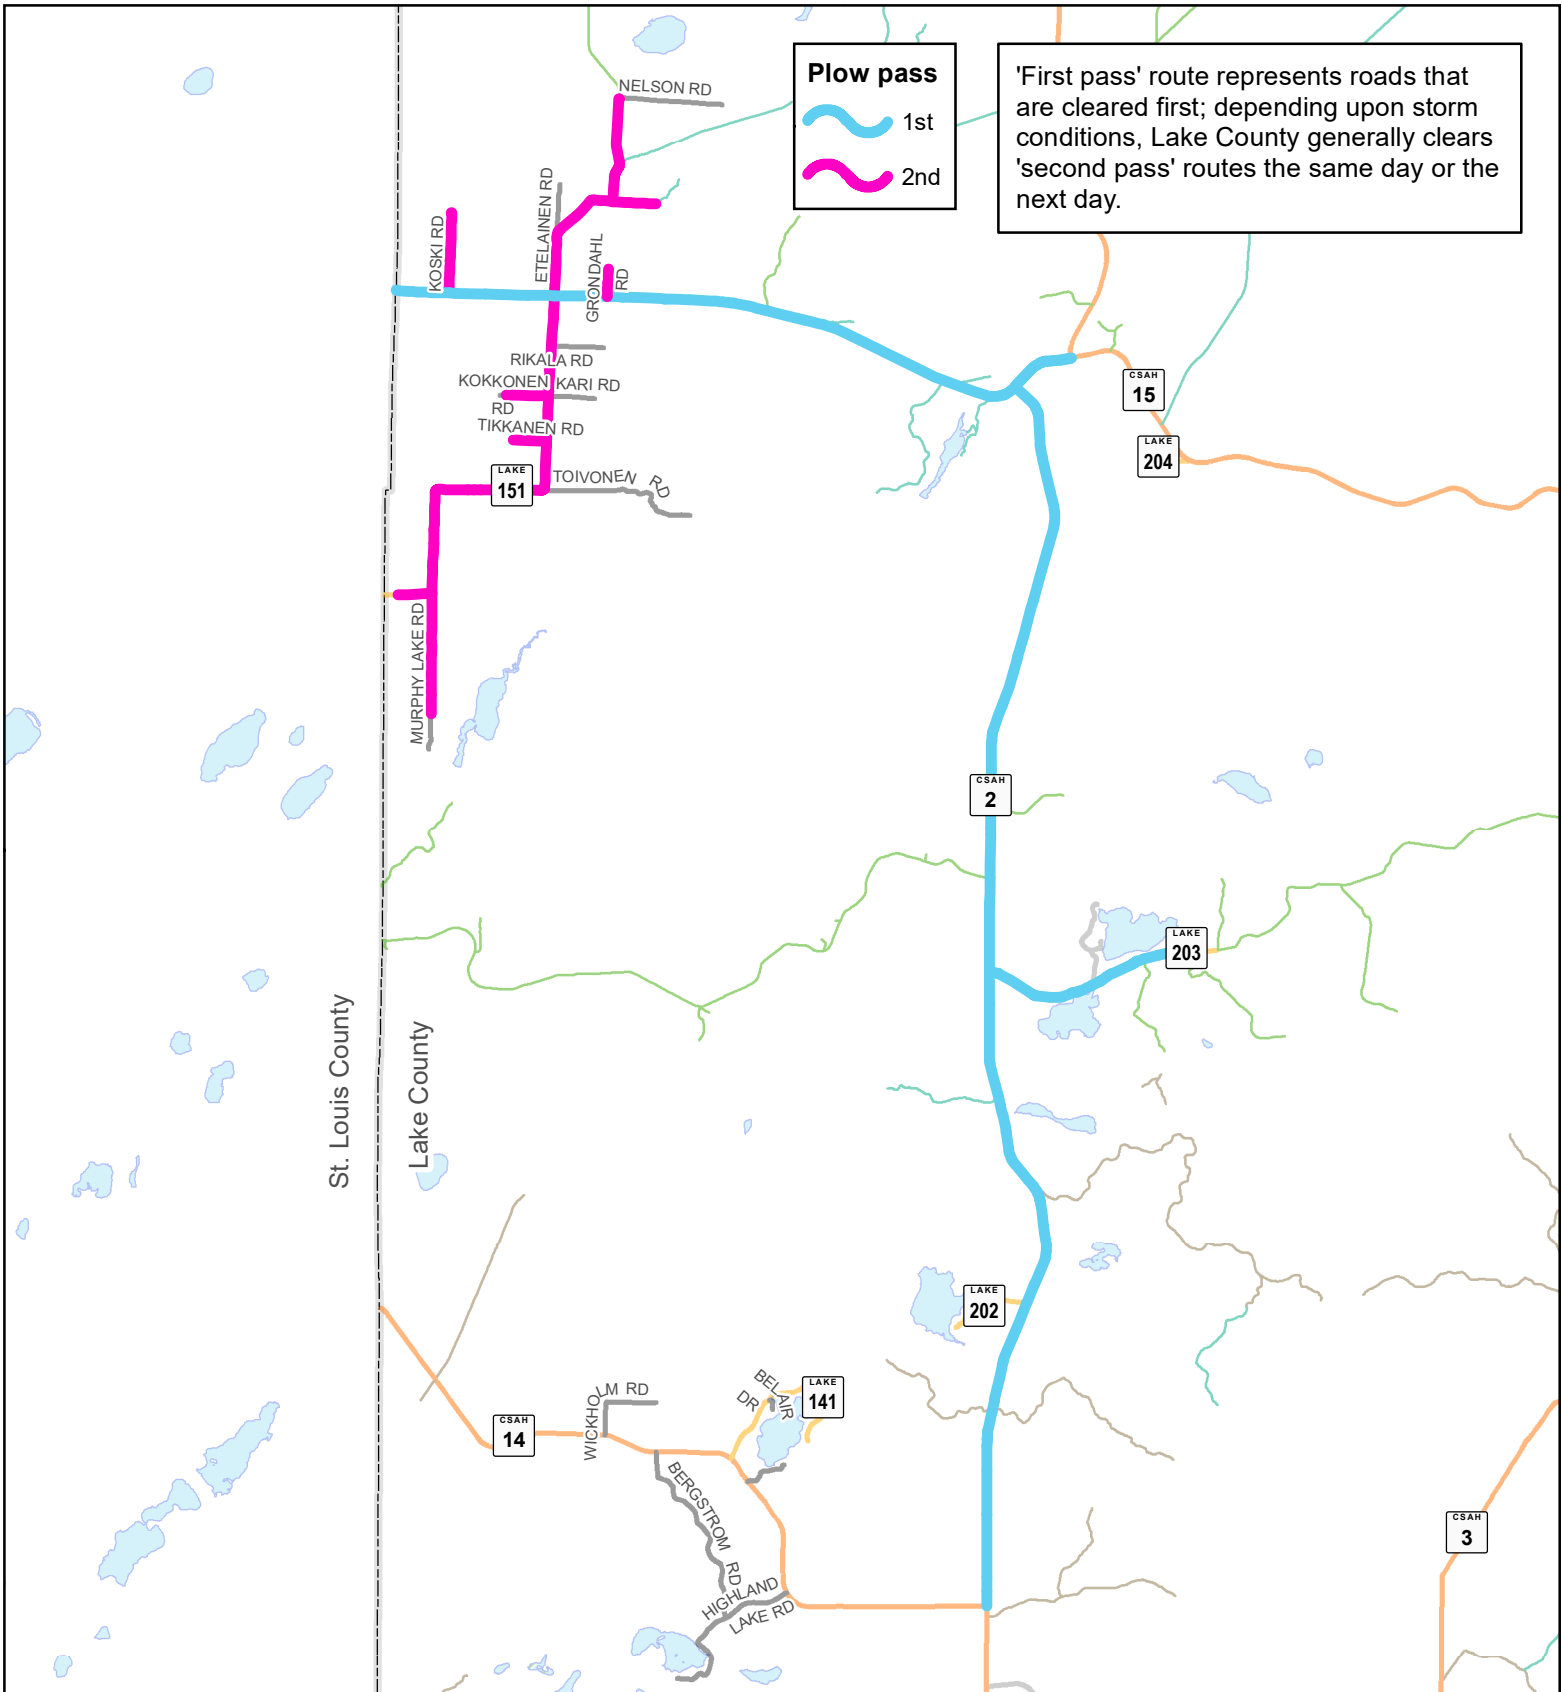 NELSON RD
Plow pass
1st
2nd
'First pass' route represents roads that
are cleared first; depending upon storm
conditions, Lake County generally clears
'second pass' routes the same day or the
next day.
ETELAINEN RD
KOSKI RD
GRONDAHL
RD
RIKALA RD
KOKKONEN
RD
KARI RD
TIKKANEN RD
CSAH
15
LAKE
204
LAKE
151
TOIVONEN RD
MURPHY LAKE RD
CSAH
2
LAKE
203
St. Louis County
Lake County
LAKE
202
WICKHOLM RD
BELAIR
DR
LAKE
141
CSAH
14
BERGSTROM RD
HIGHLAND
LAKE RD
CSAH
3